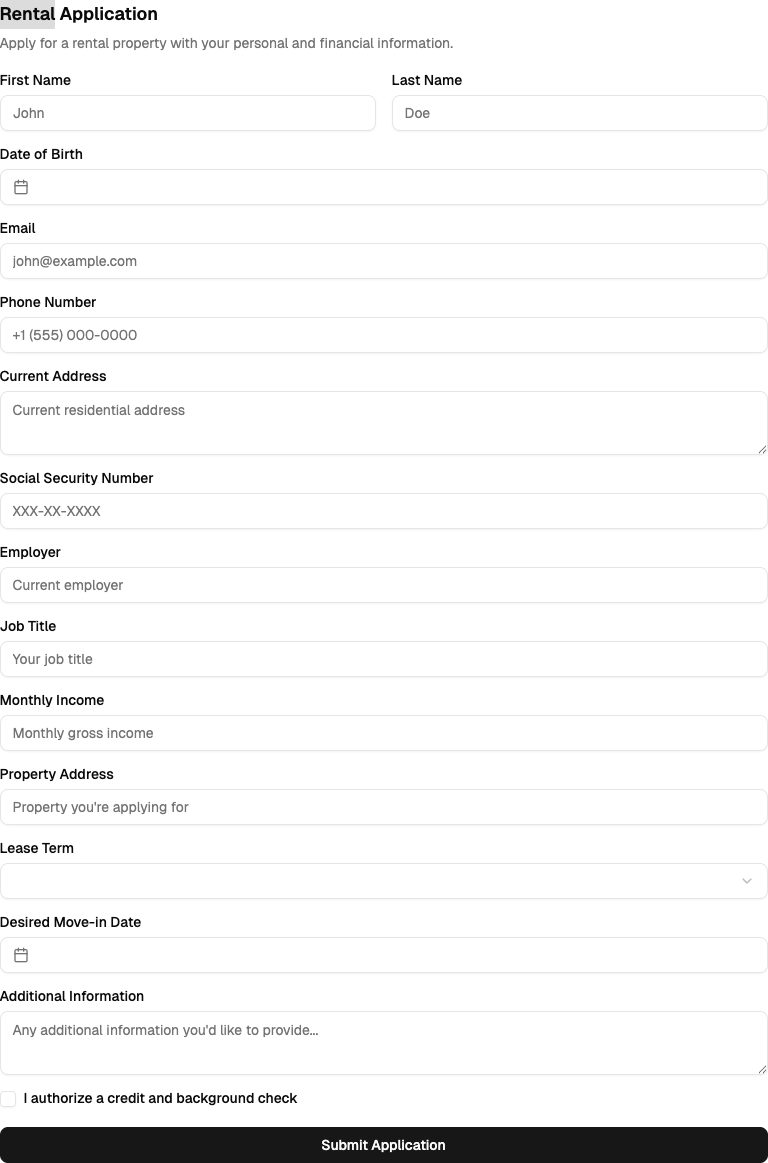 Rental Application
Apply for a rental property with your personal and financial information.
First Name
Last Name
John
Doe
Date of Birth
Email
john@example.com
Phone Number
+1 (555) 000-0000
Current Address
Current residential address
Social Security Number
XXX-XX-XXXX
Employer
Current employer
Job Title
Your job title
Monthly Income
Monthly gross income
Property Address
Property you're applying for
Lease Term
Desired Move-in Date
Additional Information
Any additional information you'd like to provide...
I authorize a credit and background check
Submit Application